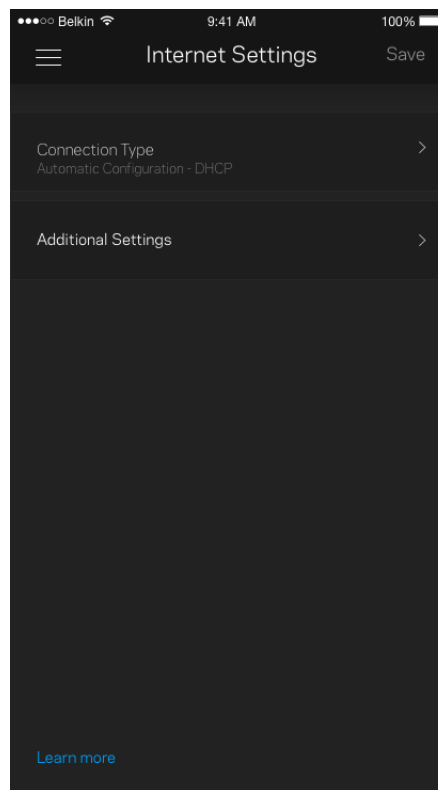 Belkin 9:41 AM 100%
Internet Settings Save
Connection Type
Automatic Configuration - DHCP
Additional Settings
Learn more